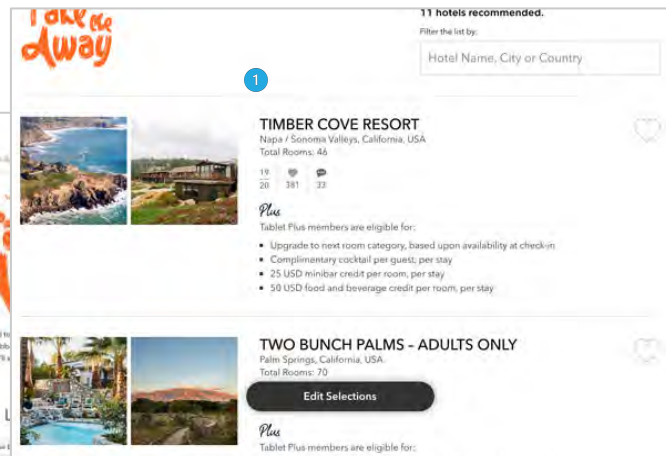 Take me
Away
11 hotels recommended.
Filter the list by:
Hotel Name, City or Country
1
TIMBER COVE RESORT
Napa / Sonoma Valleys, California, USA
Total Rooms: 46
19
20
381
33
Plus
Tablet Plus members are eligible for:
Upgrade to next room category, based upon availability at check-in
Complimentary cocktail per guest, per stay
25 USD minibar credit per room, per stay
50 USD food and beverage credit per room, per stay
TWO BUNCH PALMS – ADULTS ONLY
Palm Springs, California, USA
Total Rooms: 70
Edit Selections
Plus
Tablet Plus members are eligible for: